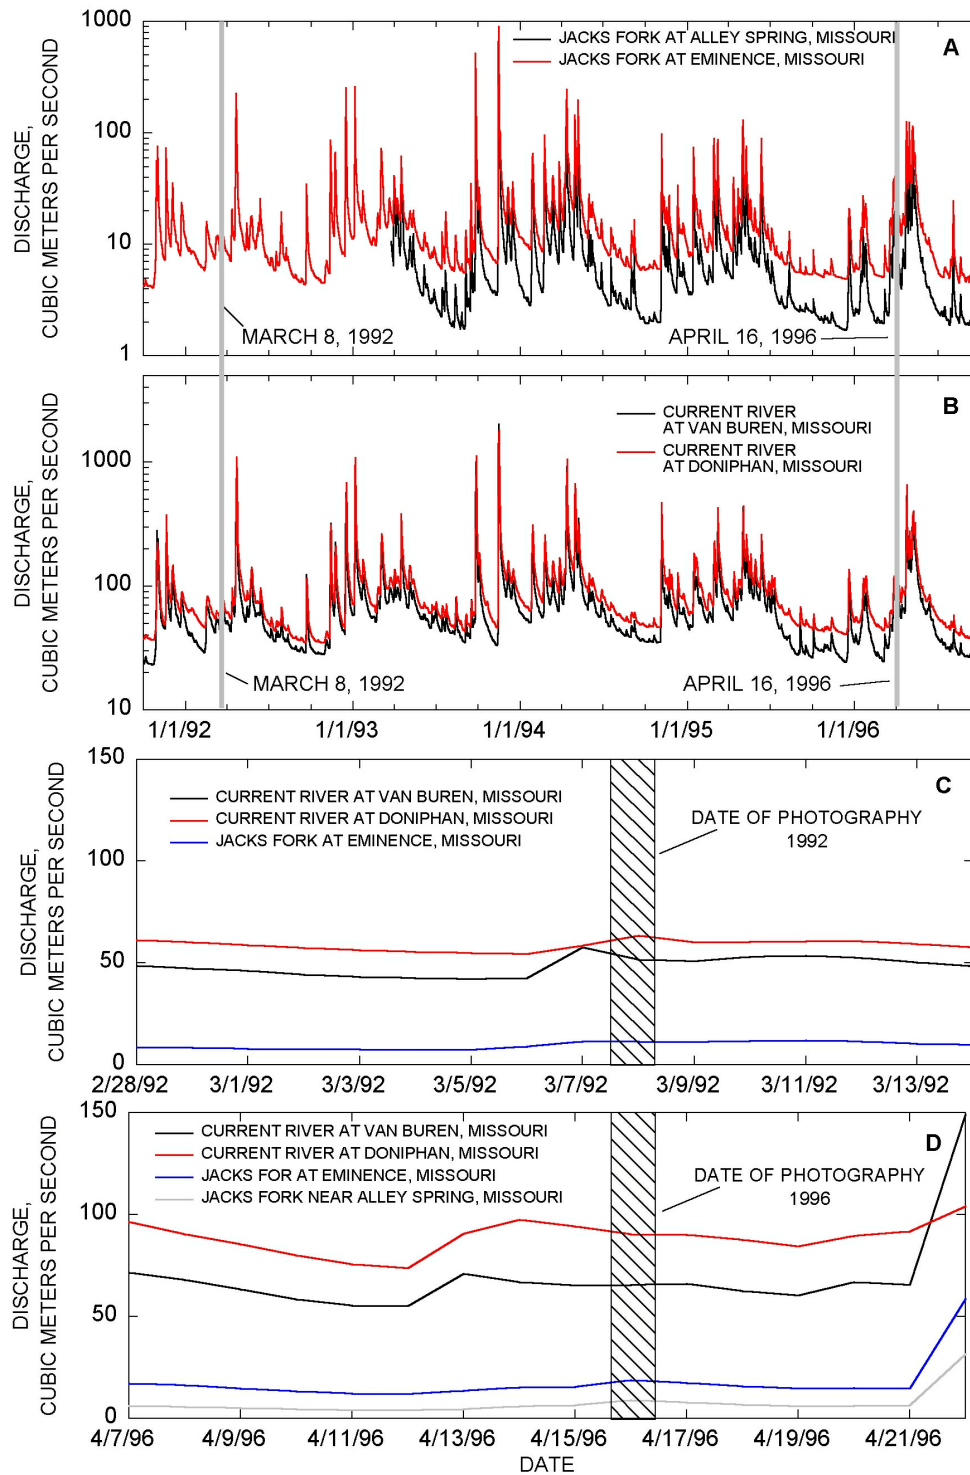 1000
100
10
1
DISCHARGE,
CUBIC METERS PER SECOND
JACKS FORK AT ALLEY SPRING, MISSOURI
JACKS FORK AT EMINENCE, MISSOURI
A
MARCH 8, 1992
APRIL 16, 1996
1000
100
10
DISCHARGE,
CUBIC METERS PER SECOND
CURRENT RIVER
AT VAN BUREN, MISSOURI
CURRENT RIVER
AT DONIPHAN, MISSOURI
B
MARCH 8, 1992
APRIL 16, 1996
1/1/92 1/1/93 1/1/94 1/1/95 1/1/96
150
100
50
0
DISCHARGE,
CUBIC METERS PER SECOND
CURRENT RIVER AT VAN BUREN, MISSOURI
CURRENT RIVER AT DONIPHAN, MISSOURI
JACKS FORK AT EMINENCE, MISSOURI
C
DATE OF PHOTOGRAPHY
1992
2/28/92 3/1/92 3/3/92 3/5/92 3/7/92 3/9/92 3/11/92 3/13/92
150
100
50
0
DISCHARGE,
CUBIC METERS PER SECOND
CURRENT RIVER AT VAN BUREN, MISSOURI
CURRENT RIVER AT DONIPHAN, MISSOURI
JACKS FOR AT EMINENCE, MISSOURI
JACKS FORK NEAR ALLEY SPRING, MISSOURI
D
DATE OF PHOTOGRAPHY
1996
4/7/96 4/9/96 4/11/96 4/13/96 4/15/96 4/17/96 4/19/96 4/21/96
DATE